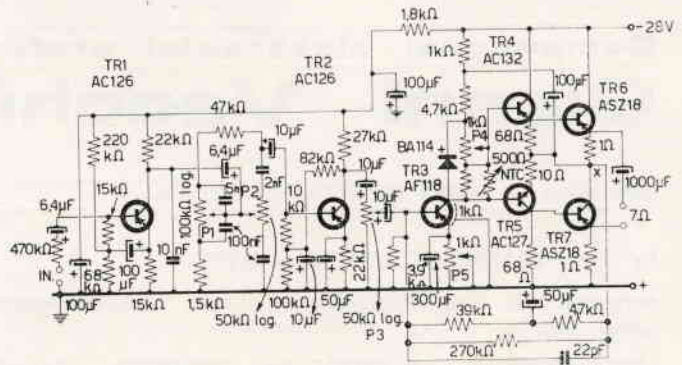 1,8kΩ
-28V
1kΩ
TR4
AC132
TR1
AC126
TR2
AC126
100µF
100µF
TR6
ASZ18
47kΩ
4,7kΩ
220
kΩ
22kΩ
10µF
27kΩ
1kΩ
P4
68Ω
1Ω
6,4µF
82kΩ
10µF
BA114
500Ω
NTC
10Ω
x
1000µF
15kΩ
5nF
P2
2nF
10
kΩ
TR3
AF118
10µF
7Ω
6,4µF
100kΩ log.
P1
1kΩ
TR5
AC127
TR7
ASZ18
470kΩ
10nF
100nF
22kΩ
1kΩ
P5
68
Ω
1Ω
IN.
6,8
kΩ
100
µF
3,9
kΩ
+
100µF
15kΩ
1,5kΩ
50kΩ log.
100kΩ
10µF
50µF
50kΩ log.
P3
300µF
50µF
39kΩ
47kΩ
270kΩ
22pF